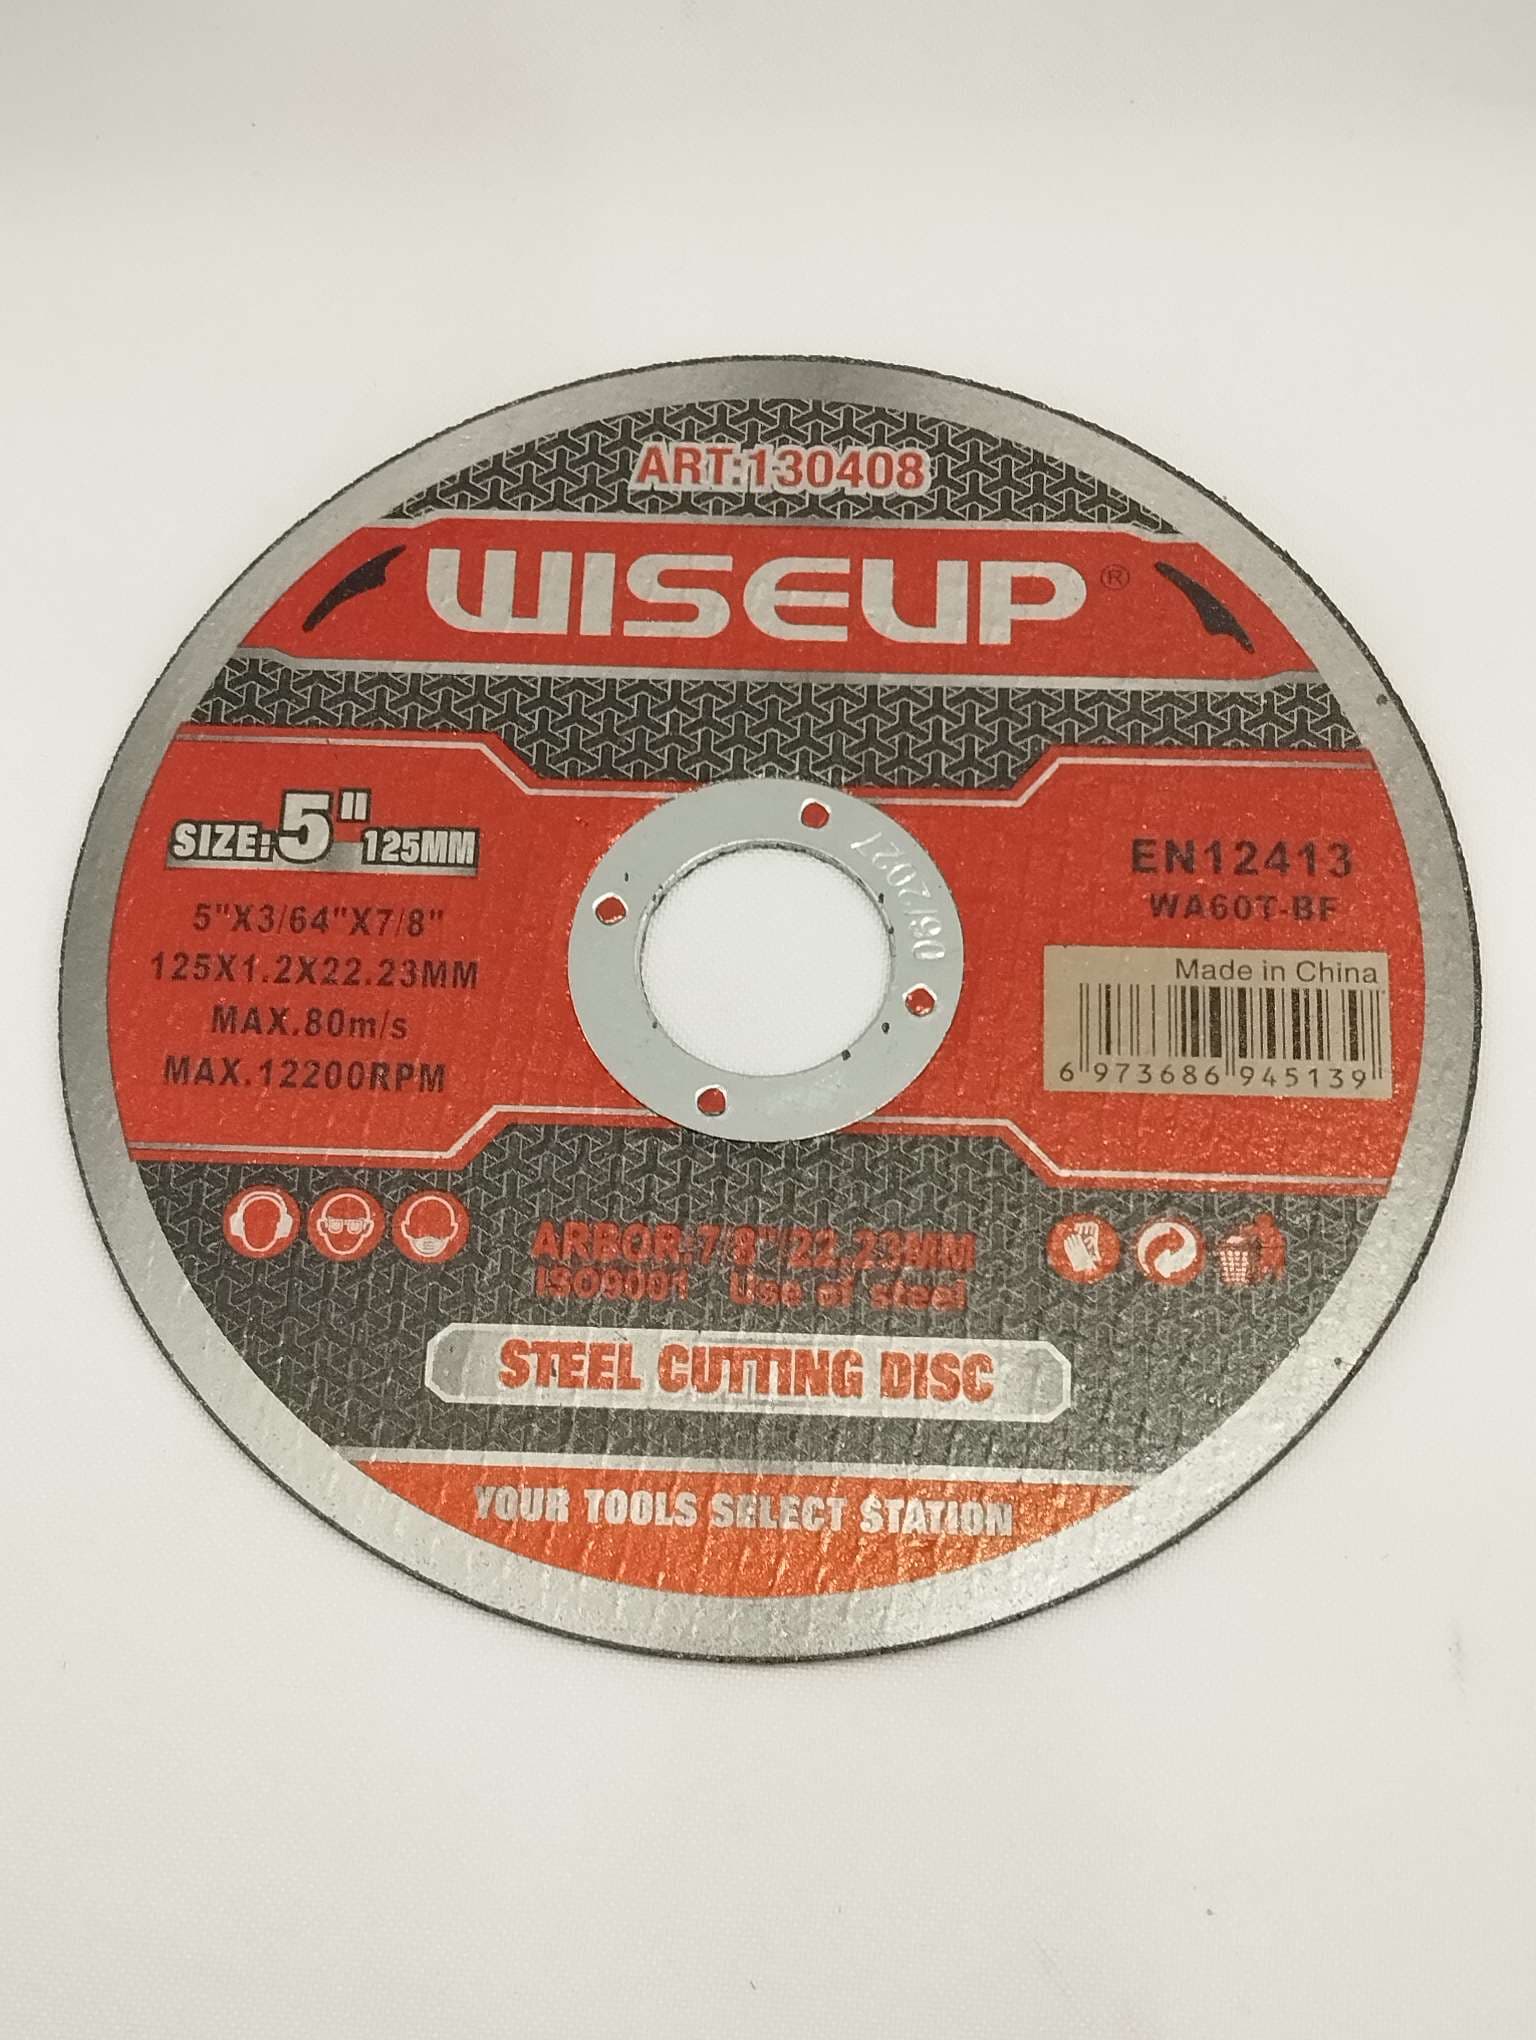 ART:130408
WISEUP®
SIZE:5" 125MM
5"X3/64"X7/8"
125X1.2X22.23MM
MAX.80m/s
MAX.12200RPM
09/2027
EN12413
WA60T-BF
Made in China
6 973686 945139
ARBOR:7/8"/22.23MM
ISO9001 Use of steel
STEEL CUTTING DISC
YOUR TOOLS SELECT STATION